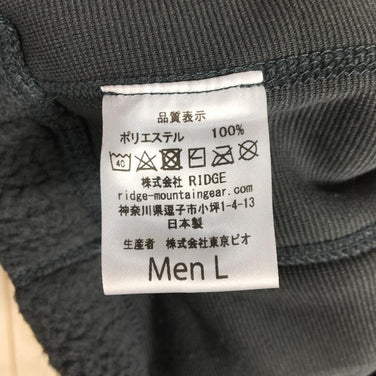 品質表示
ポリエステル 100%
40
株式会社 RIDGE
ridge-mountaingear.com
神奈川県逗子市小坪1-4-13
日本製
生産者 株式会社東京ピオ
Men L